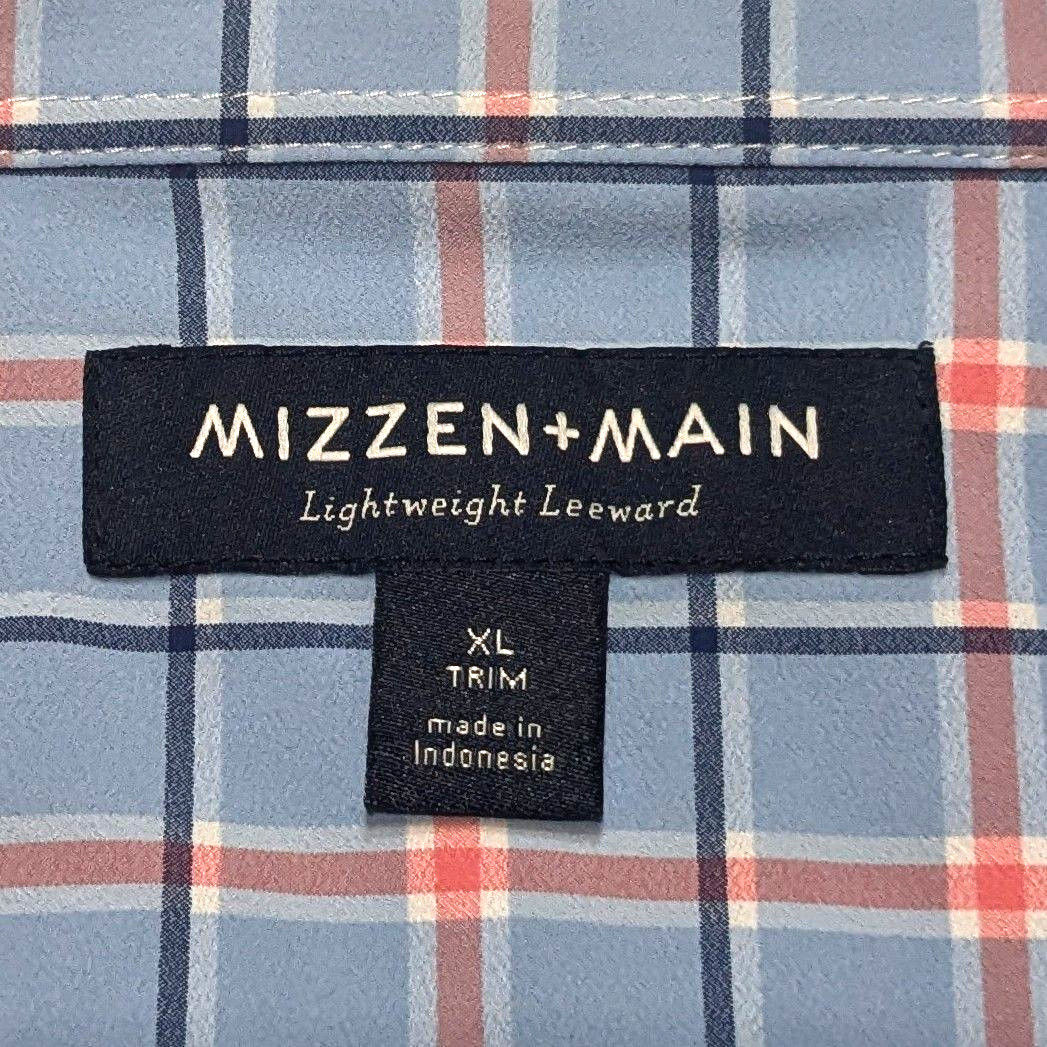 MIZZEN+MAIN
Lightweight Leeward
XL
TRIM
made in
Indonesia